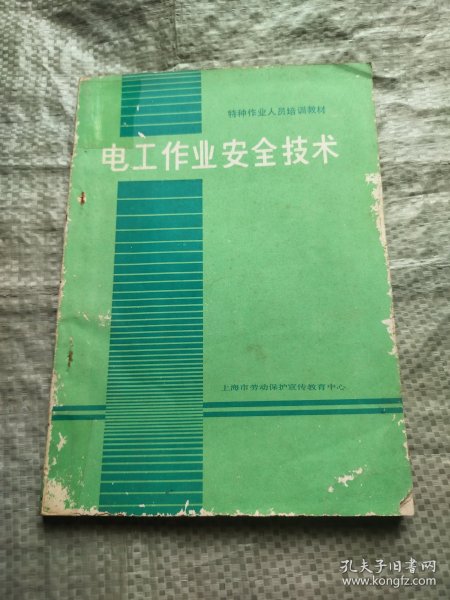 特种作业人员培训教材
电工作业安全技术
上海市劳动保护宣传教育中心
孔夫子旧书网
www.kongfz.com